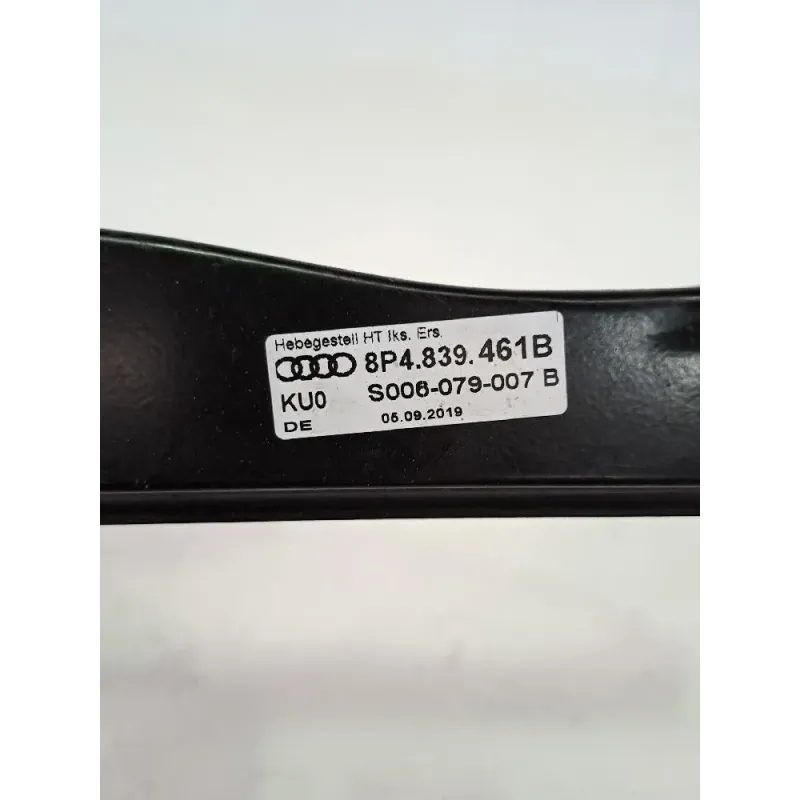 Hebegestell HT lks. Ers.
8P4.839.461B
KU0 S006-079-007 B
DE 05.09.2019